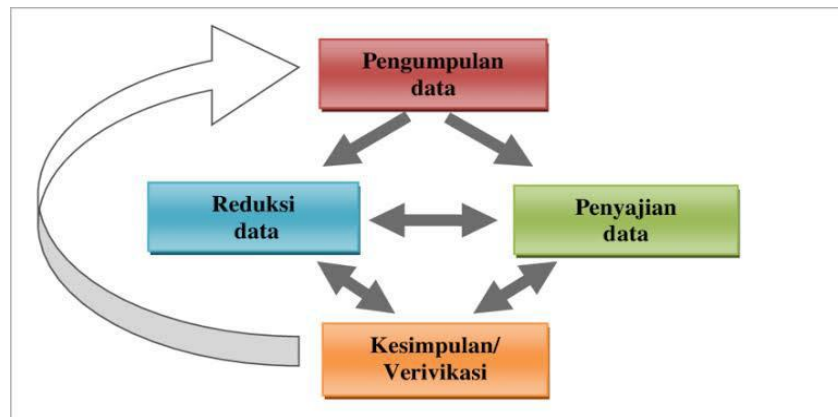 Pengumpulan
data
Reduksi
data
Penyajian
data
Kesimpulan/
Verivikasi